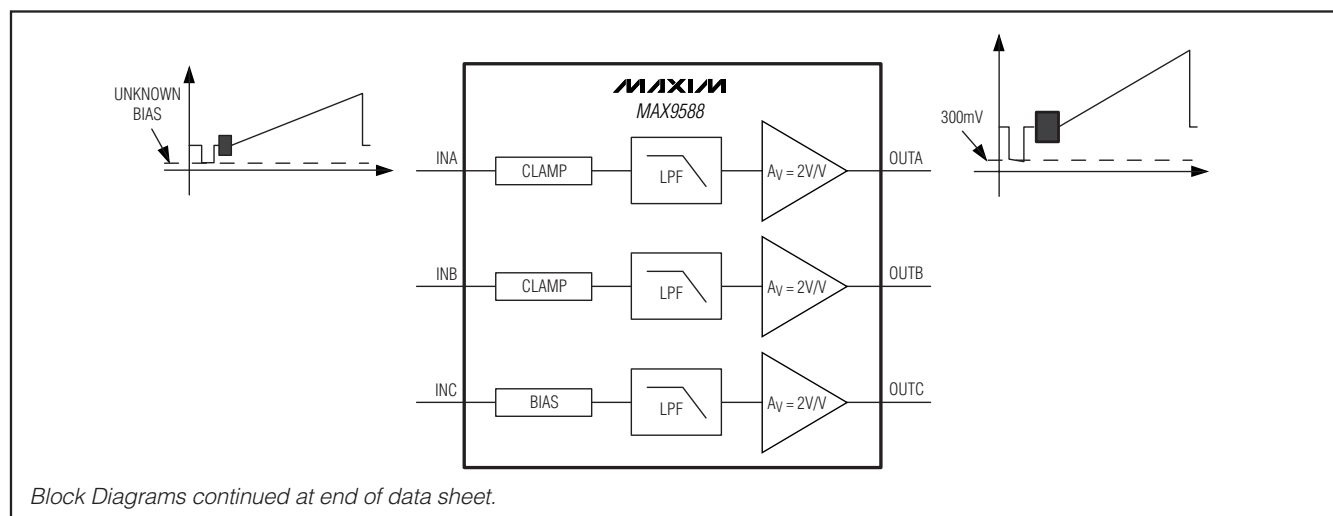 UNKNOWN
BIAS
MAXIM
MAX9588
INA
CLAMP
LPF
AV = 2V/V
OUTA
300mV
INB
CLAMP
LPF
AV = 2V/V
OUTB
INC
BIAS
LPF
AV = 2V/V
OUTC
Block Diagrams continued at end of data sheet.